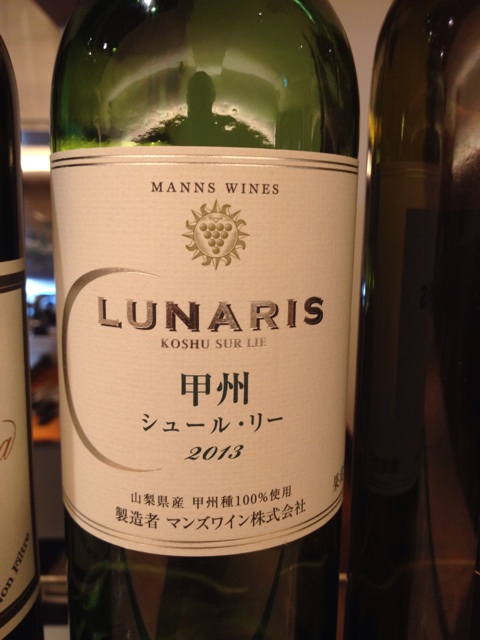 MANNS WINES
LUNARIS
KOSHU SUR LIE
甲州
シュール・リー
2013
山梨県産 甲州種100%使用
製造者 マンズワイン株式会社
Non Filtré